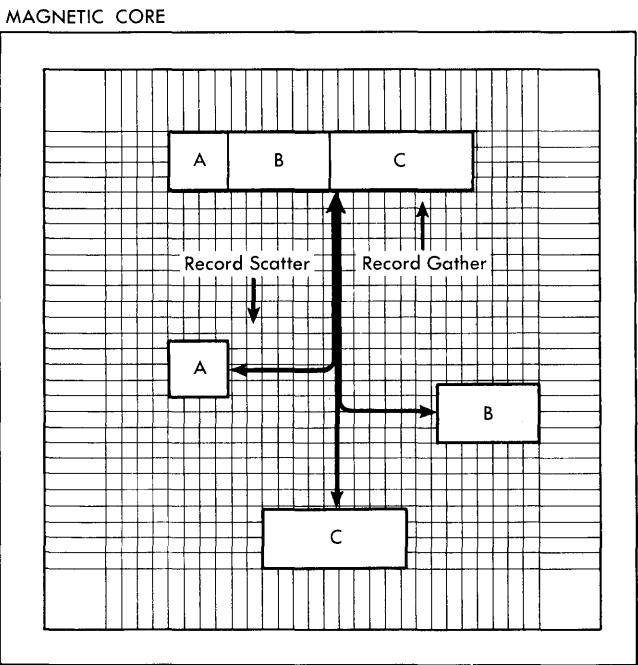 MAGNETIC CORE
A B C
Record Scatter Record Gather
A
B
C